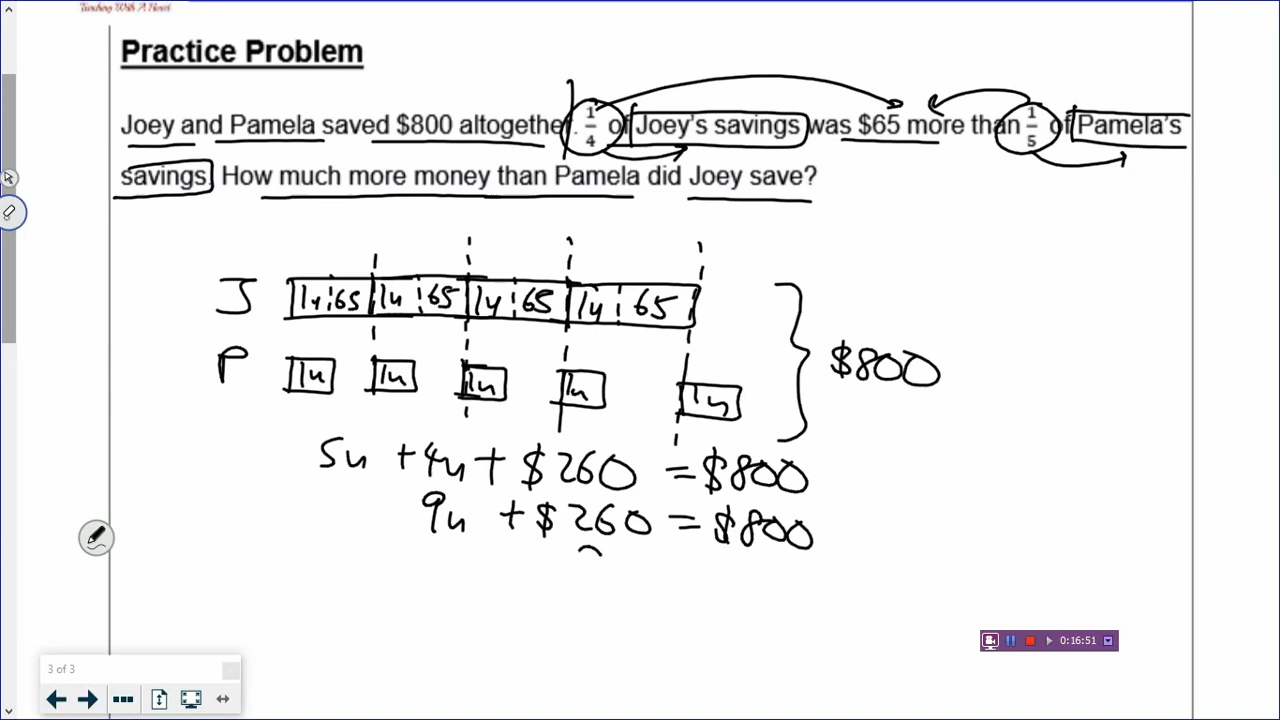 Teaching With A Heart
Practice Problem
Joey and Pamela saved $800 altogether. 1/4 of Joey's savings was $65 more than 1/5 of Pamela's
savings. How much more money than Pamela did Joey save?
J 1u 65 1u 65 1u 65 1u 65
P 1u 1u 1u 1u 1u
$800
5u + 4u + $260 = $800
9u + $260 = $800
0:16:51
3 of 3